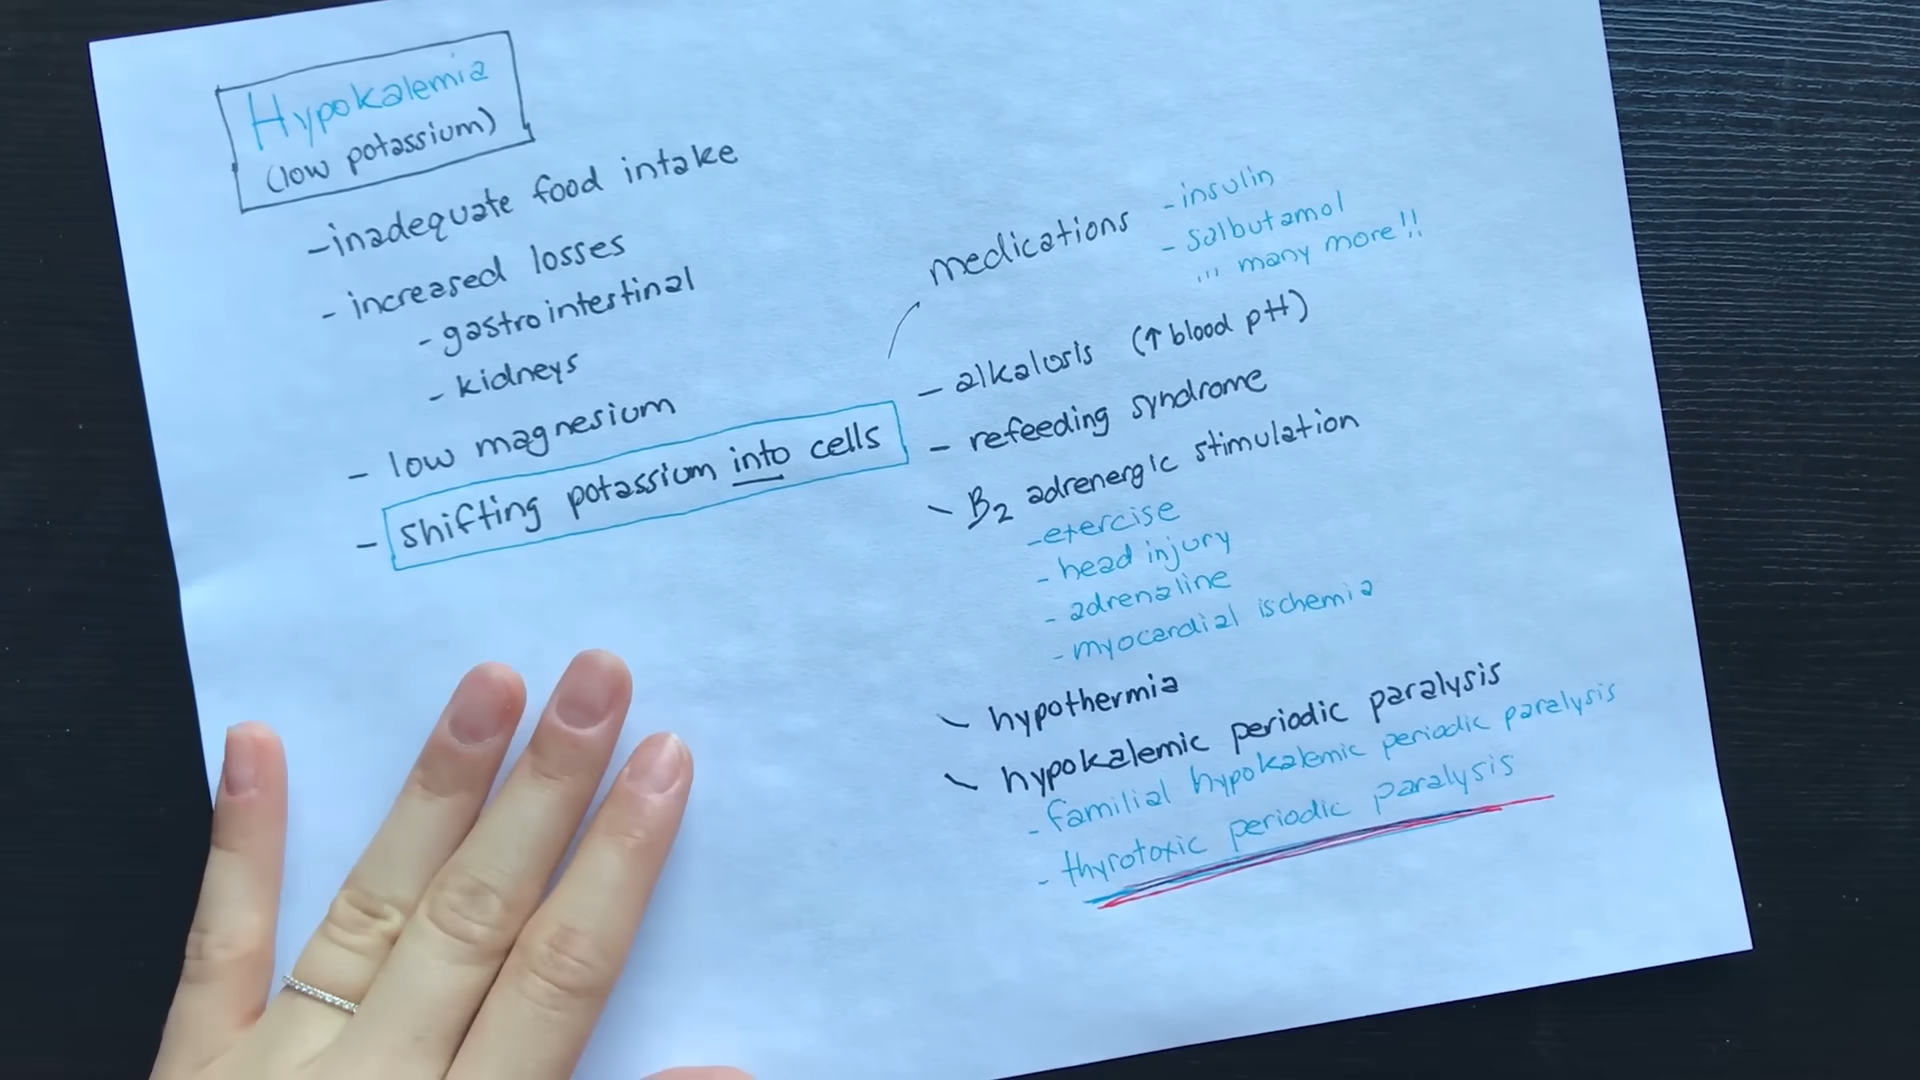 Hypokalemia
(low potassium)
-inadequate food intake
- increased losses
- gastrointestinal
- kidneys
- low magnesium
- shifting potassium into cells
medications
-insulin
- salbutamol
... many more!!
- alkalosis (↑ blood pH)
- refeeding syndrome
- B2 adrenergic stimulation
-exercise
- head injury
- adrenaline
- myocardial ischemia
- hypothermia
- hypokalemic periodic paralysis
- familial hypokalemic periodic paralysis
- thyrotoxic periodic paralysis